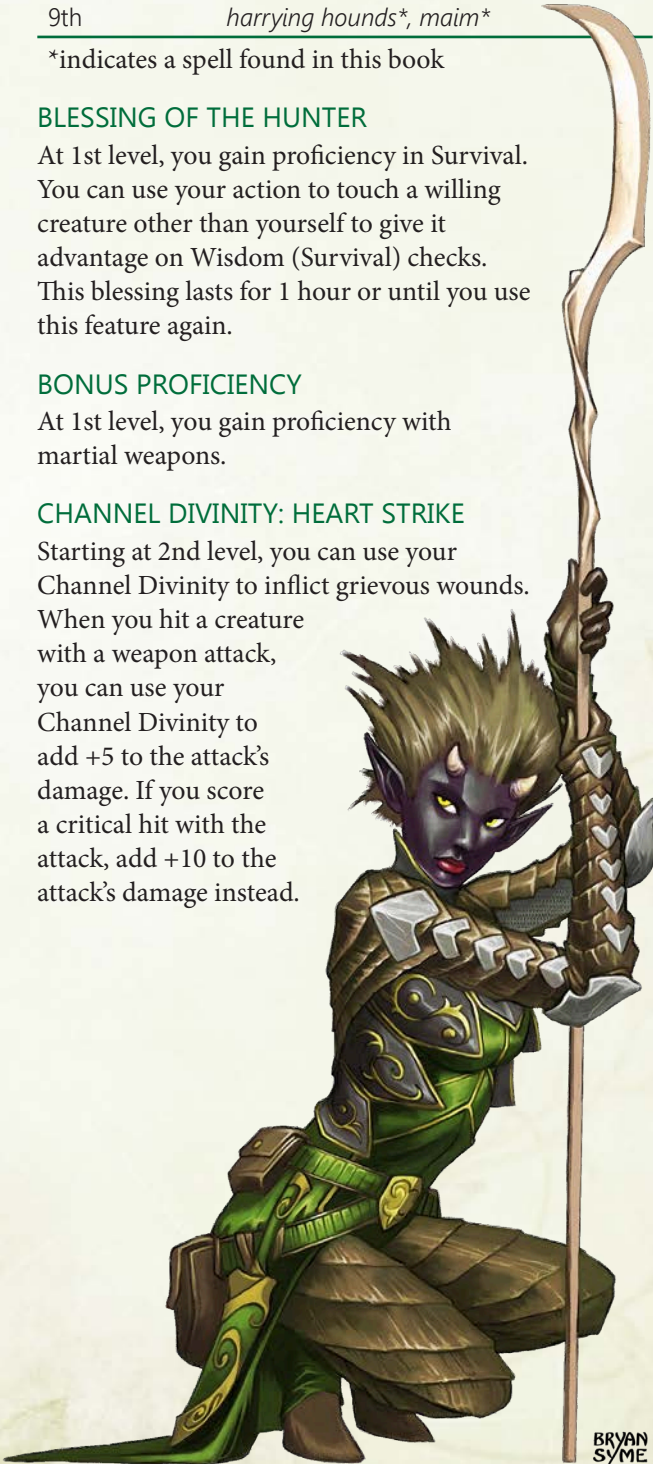 9th harrying hounds*, maim*
*indicates a spell found in this book
BLESSING OF THE HUNTER
At 1st level, you gain proficiency in Survival.
You can use your action to touch a willing
creature other than yourself to give it
advantage on Wisdom (Survival) checks.
This blessing lasts for 1 hour or until you use
this feature again.
BONUS PROFICIENCY
At 1st level, you gain proficiency with
martial weapons.
CHANNEL DIVINITY: HEART STRIKE
Starting at 2nd level, you can use your
Channel Divinity to inflict grievous wounds.
When you hit a creature
with a weapon attack,
you can use your
Channel Divinity to
add +5 to the attack’s
damage. If you score
a critical hit with the
attack, add +10 to the
attack’s damage instead.
BRYAN
SYME